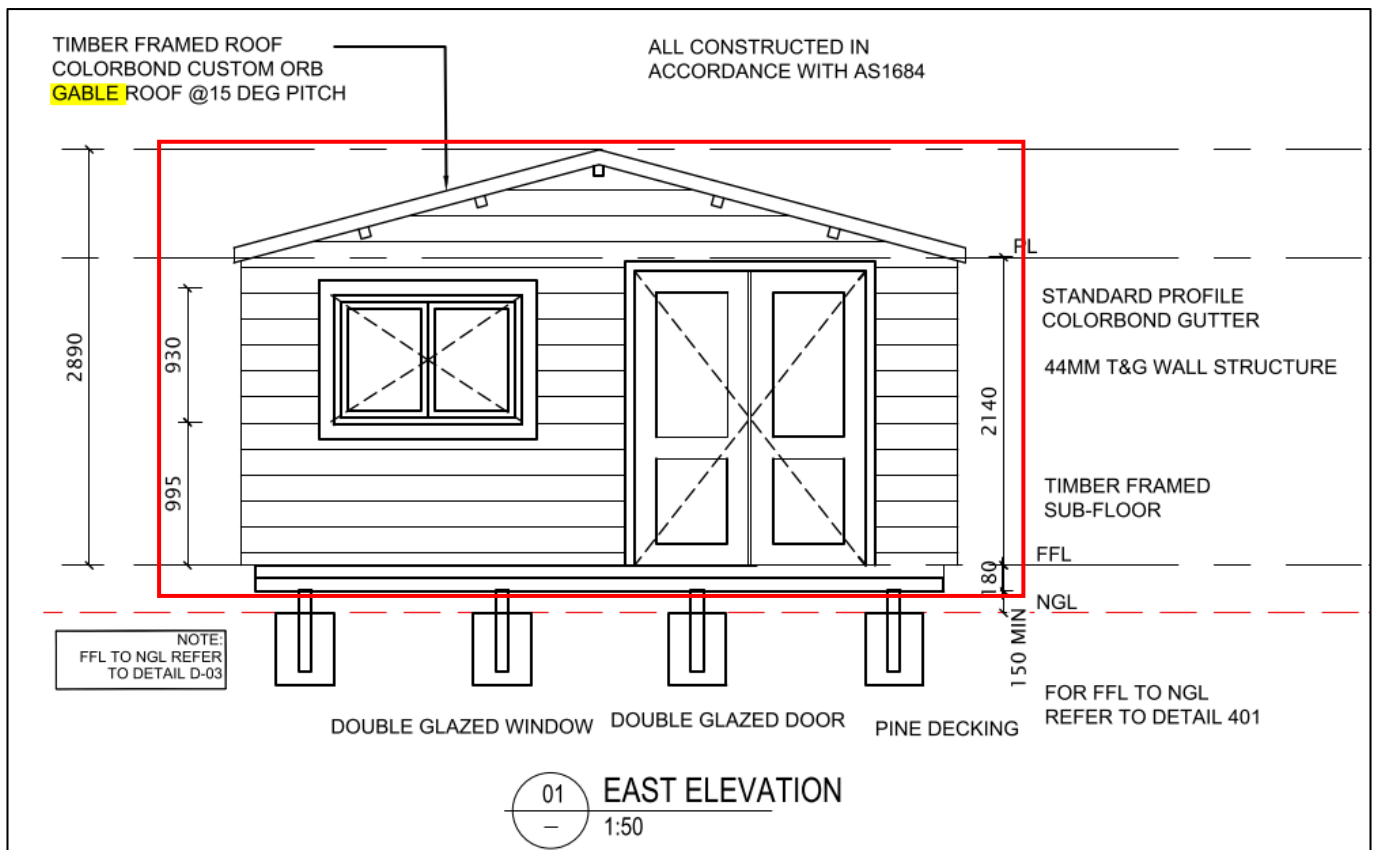 TIMBER FRAMED ROOF
COLORBOND CUSTOM ORB
GABLE ROOF @15 DEG PITCH
ALL CONSTRUCTED IN
ACCORDANCE WITH AS1684
PL
STANDARD PROFILE
COLORBOND GUTTER
44MM T&G WALL STRUCTURE
2890
930
995
2140
TIMBER FRAMED
SUB-FLOOR
FFL
180
NGL
150 MIN
NOTE:
FFL TO NGL REFER
TO DETAIL D-03
FOR FFL TO NGL
REFER TO DETAIL 401
DOUBLE GLAZED WINDOW
DOUBLE GLAZED DOOR
PINE DECKING
01
–
EAST ELEVATION
1:50